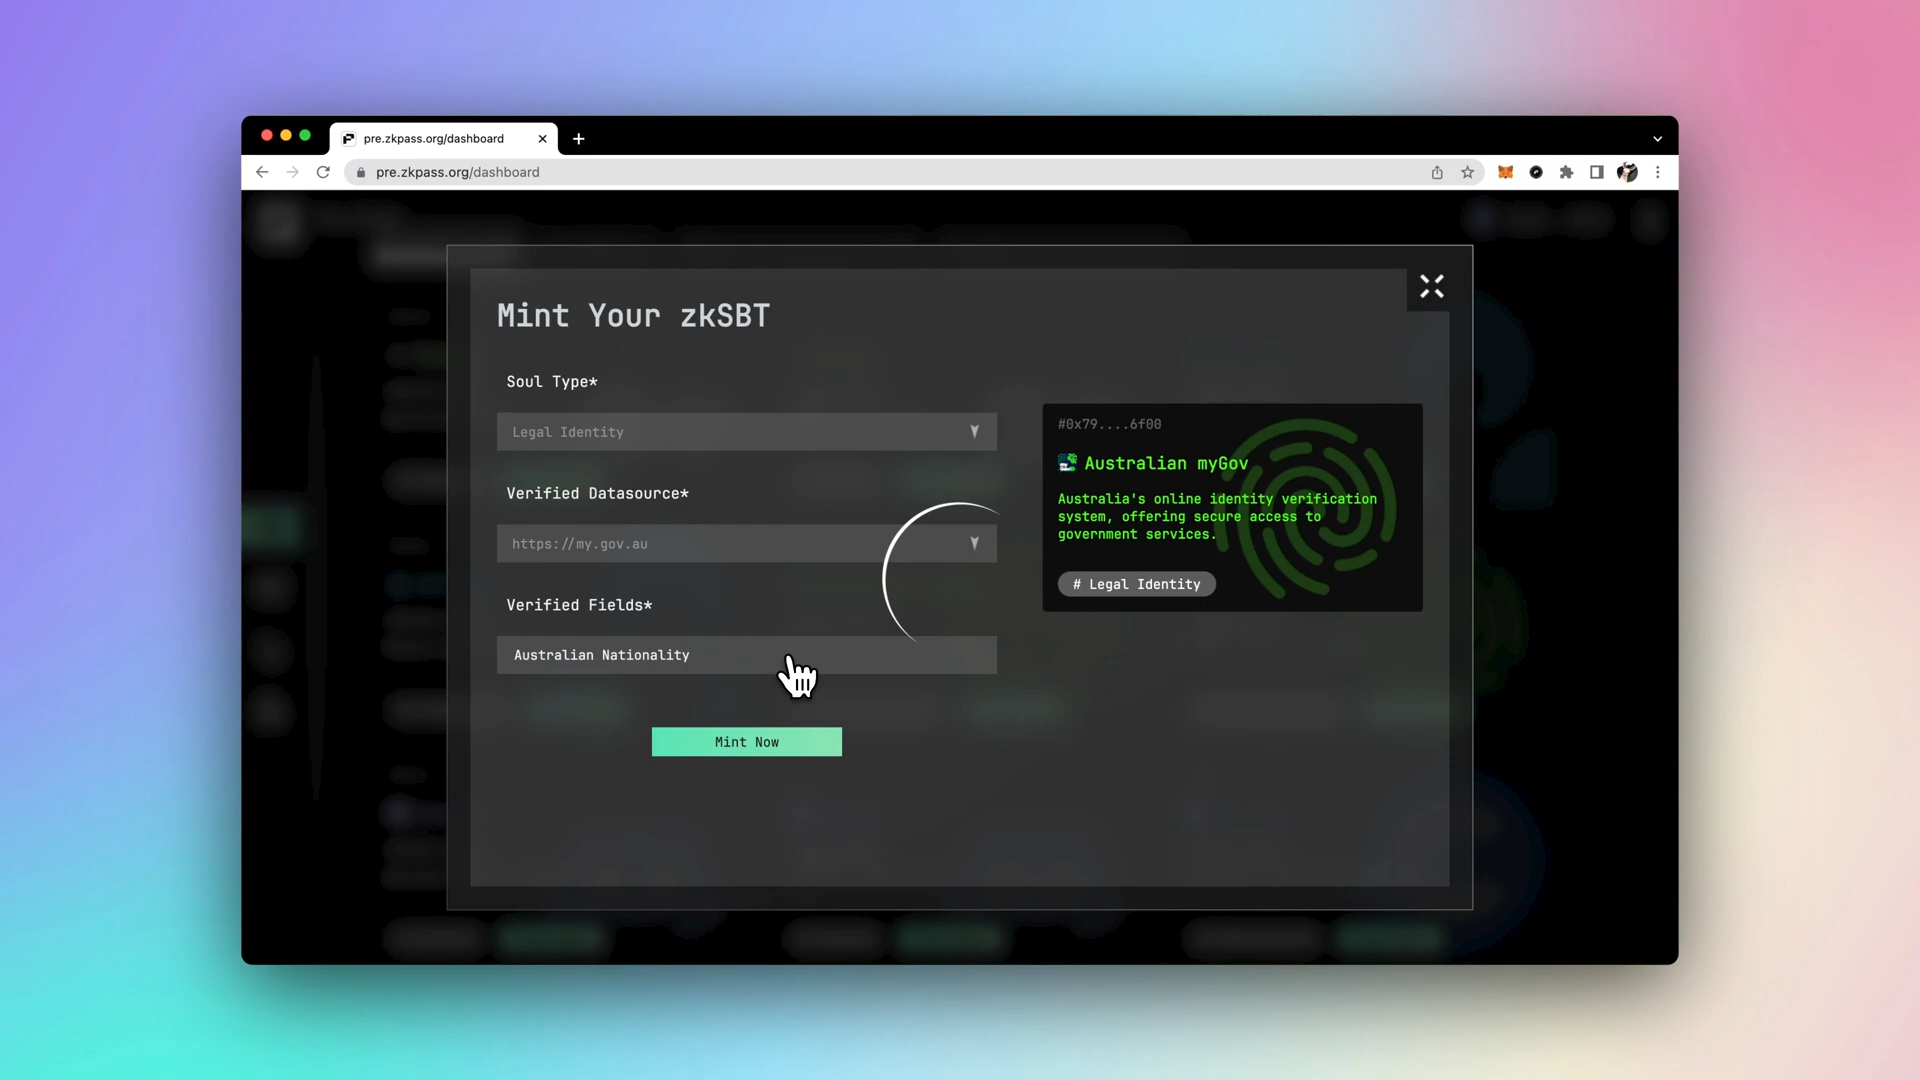 pre.zkpass.org/dashboard
pre.zkpass.org/dashboard
Mint Your zkSBT
Soul Type*
Legal Identity
Verified Datasource*
https://my.gov.au
Verified Fields*
Australian Nationality
Mint Now
#0x79....6f00
Australian myGov
Australia's online identity verification
system, offering secure access to
government services.
# Legal Identity